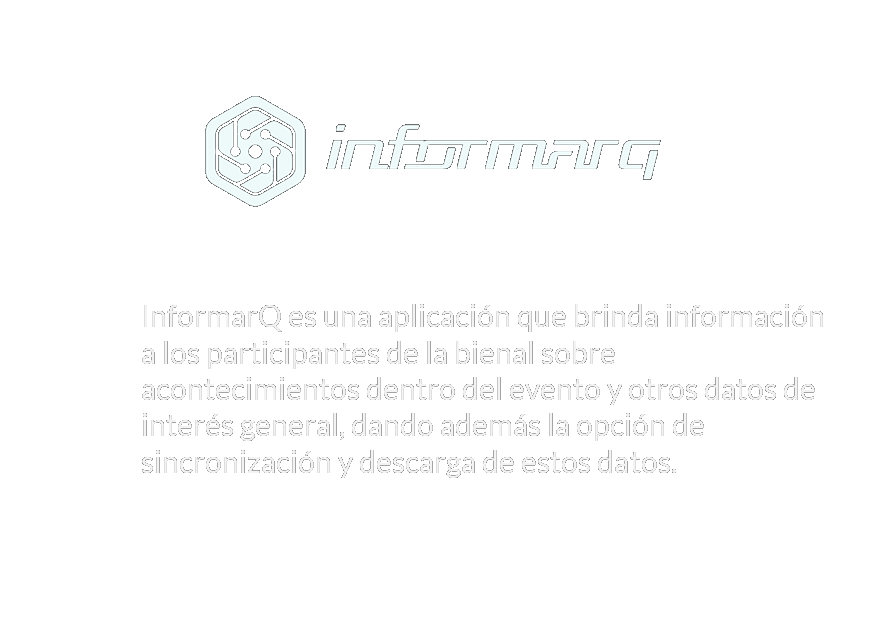 informarq
InformarQ es una aplicación que brinda información
a los participantes de la bienal sobre
acontecimientos dentro del evento y otros datos de
interés general, dando además la opción de
sincronización y descarga de estos datos.